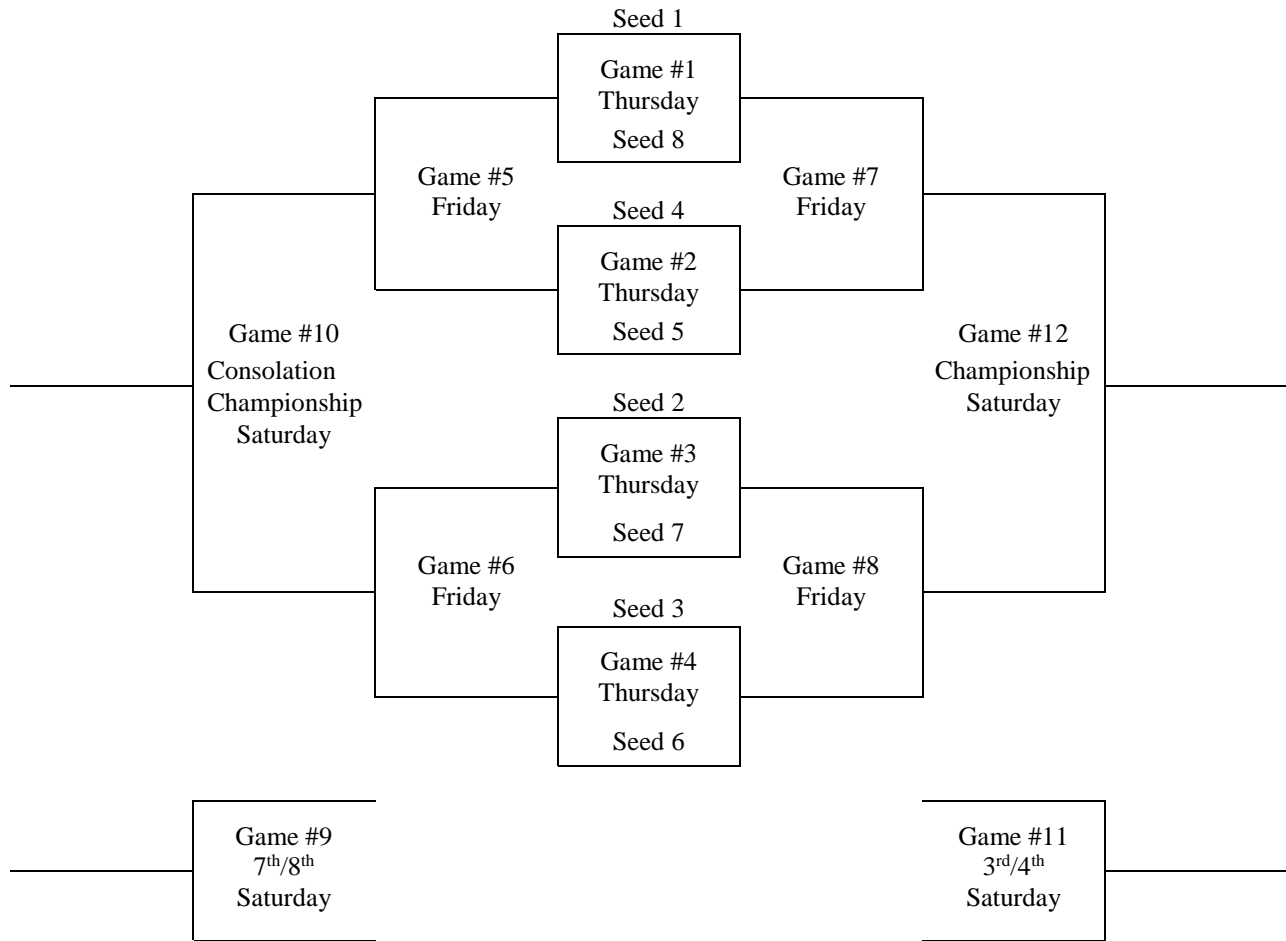 Seed 1
Game #1
Thursday
Seed 8
Game #5
Friday
Game #7
Friday
Seed 4
Game #2
Thursday
Seed 5
Game #10
Consolation
Championship
Saturday
Game #12
Championship
Saturday
Seed 2
Game #3
Thursday
Seed 7
Game #6
Friday
Game #8
Friday
Seed 3
Game #4
Thursday
Seed 6
Game #9
7th/8th
Saturday
Game #11
3rd/4th
Saturday